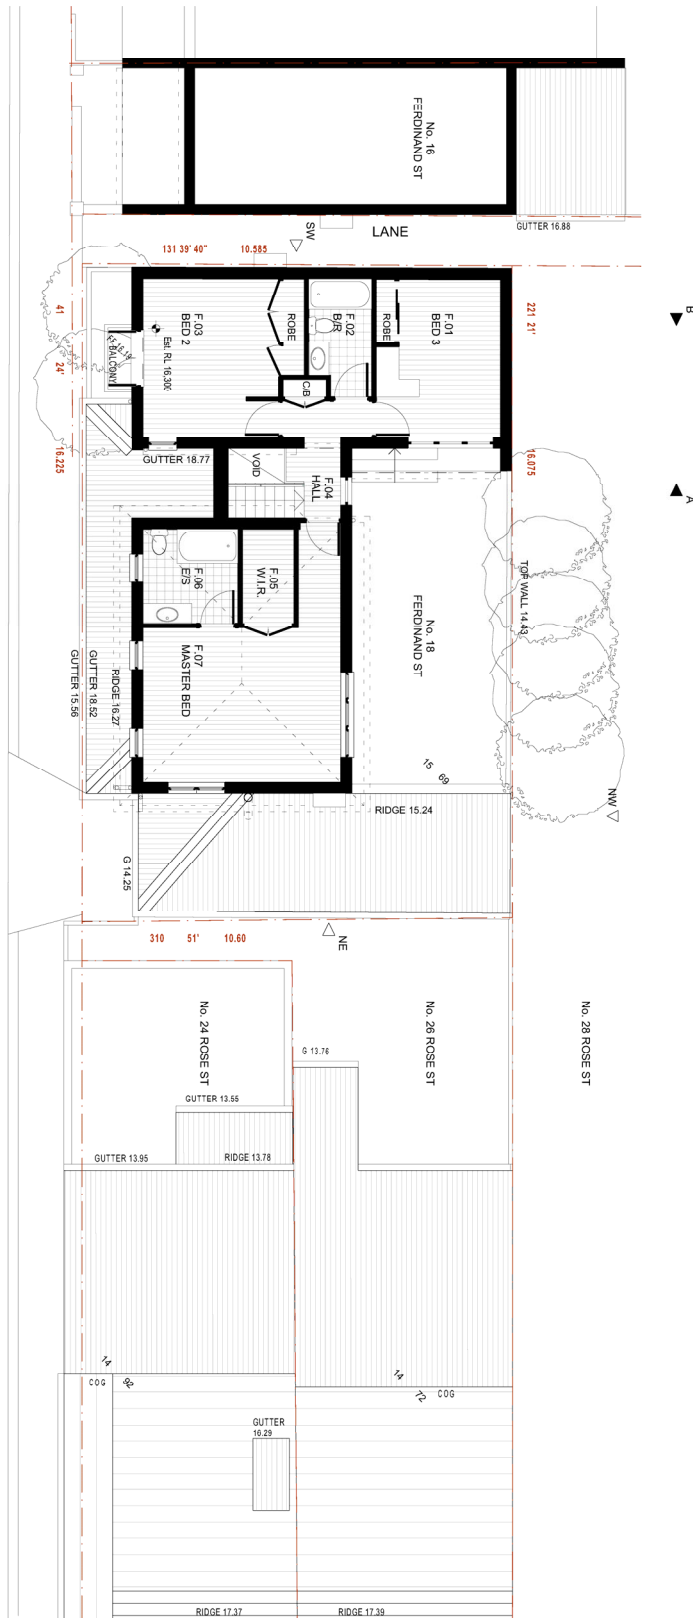 No. 16
FERDINAND ST
LANE
GUTTER 16.88
SW
131 39' 40" 10.585
221 21'
B
41
24'
16.225
F.03
BED 2
ROBE
F.02
B/R
ROBE
F.01
BED 3
Est. RL 16.300
BALCONY
C/B
16.075
GUTTER 18.77
VOID
F.04
HALL
A
F.06
E/S
F.05
W.I.R.
TOP WALL 14.43
No. 18
FERDINAND ST
F.07
MASTER BED
RIDGE 16.27
GUTTER 18.52
GUTTER 15.56
15 69
NW
RIDGE 15.24
G 14.25
310 51' 10.60
NE
No. 24 ROSE ST
No. 26 ROSE ST
No. 28 ROSE ST
G 13.76
GUTTER 13.55
GUTTER 13.95
RIDGE 13.78
14 92
COG
14 72
COG
GUTTER
16.29
RIDGE 17.37
RIDGE 17.39